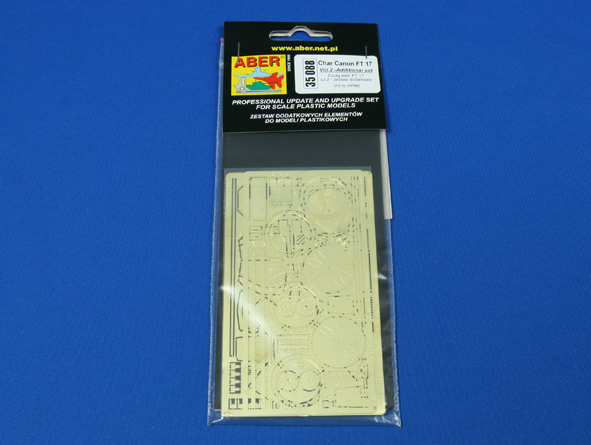 www.aber.net.pl
ABER
35 088
Char Canon FT 17
Vol.2 -Additional set
PROFESSIONAL UPDATE AND UPGRADE SET
FOR SCALE PLASTIC MODELS
ZESTAW DODATKOWYCH ELEMENTÓW
DO MODELI PLASTIKOWYCH